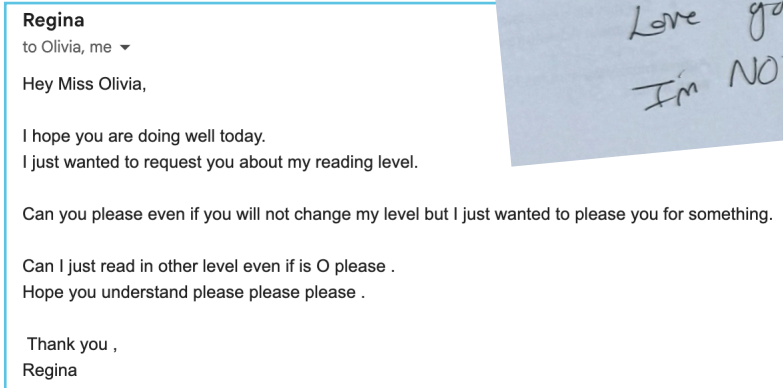 Regina
to Olivia, me
Hey Miss Olivia,
I hope you are doing well today.
I just wanted to request you about my reading level.
Can you please even if you will not change my level but I just wanted to please you for something.
Can I just read in other level even if is O please .
Hope you understand please please please .
Thank you ,
Regina
Love
I'm